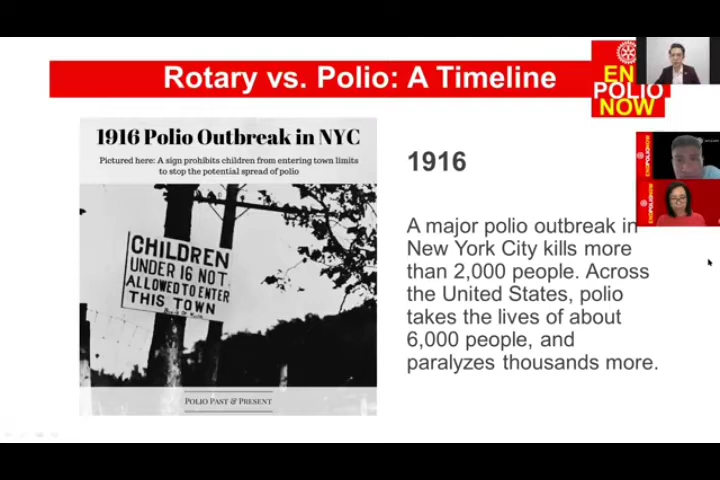 Rotary vs. Polio: A Timeline
EN
POLIO
NOW
1916 Polio Outbreak in NYC
Pictured here: A sign prohibits children from entering town limits
to stop the potential spread of polio
CHILDREN
UNDER 16 NOT
ALLOWED TO ENTER
THIS TOWN
POLIO PAST & PRESENT
1916
A major polio outbreak in
New York City kills more
than 2,000 people. Across
the United States, polio
takes the lives of about
6,000 people, and
paralyzes thousands more.